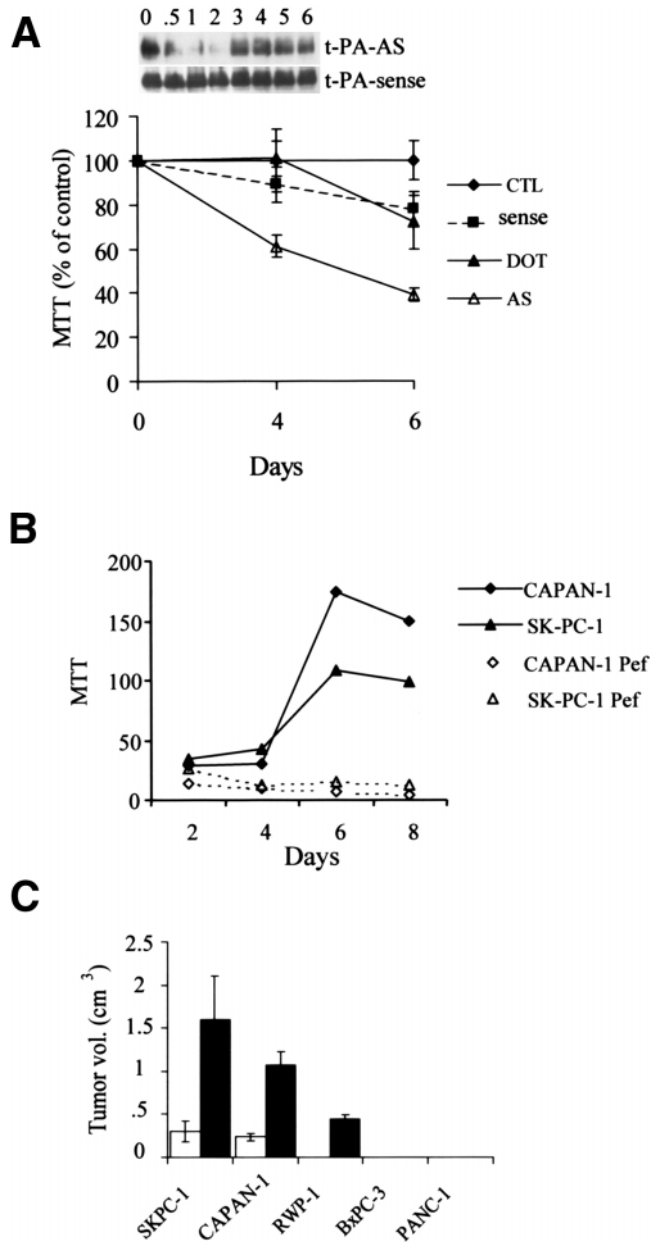 A
0 .5 1 2 3 4 5 6
t-PA-AS
t-PA-sense
120
100
80
60
40
20
0
MTT (% of control)
0 4 6
Days
CTL
sense
DOT
AS
B
200
150
100
50
0
MTT
2 4 6 8
Days
CAPAN-1
SK-PC-1
CAPAN-1 Pef
SK-PC-1 Pef
C
2.5
2
1.5
1
.5
0
Tumor vol. (cm ³)
SKPC-1
CAPAN-1
RWP-1
BxPC-3
PANC-1